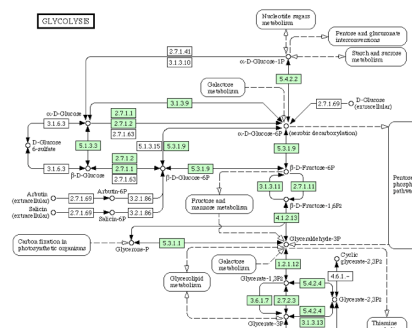 GLYCOLYSIS
Nucleotide sugars
metabolism
Pentose and glucuronate
interconversions
Starch and sucrose
metabolism
2.7.1.41
3.1.3.10
α-D-Glucose-1P
5.4.2.2
Galactose
metabolism
3.1.3.9
2.7.1.69
D-Glucose
(extracellular)
α-D-Glucose
3.1.6.3
2.7.1.1
2.7.1.2
2.7.1.63
α-D-Glucose-6P
(aerobic decarboxylation)
D-Glucose
6-sulfate
5.1.3.3
5.1.3.15
5.3.1.9
5.3.1.9
2.7.1.2
3.1.6.3
2.7.1.1
2.7.1.63
β-D-Glucose
β-D-Glucose-6P
5.3.1.9
β-D-Fructose-6P
Pentose
phosph
pathway
3.1.3.11
2.7.1.11
Arbutin
(extracellular)
2.7.1.69
Arbutin-6P
3.2.1.86
Salicin
(extracellular)
2.7.1.69
Salicin-6P
3.2.1.86
Fructose and
mannose metabolism
β-D-Fructose-1,6P2
4.1.2.13
Carbon fixation in
photosynthetic organisms
Glycerone-P
5.3.1.1
Glyceraldehyde-3P
Galactose
metabolism
1.2.1.12
Cyclic
glycerate-2,3P2
Glycerolipid
metabolism
Glycerate-1,3P2
4.6.1.-
5.4.2.4
3.6.1.7
2.7.2.3
Glycerate-2,3P2
5.4.2.4
3.1.3.13
Glycerate-3P
Thiamine